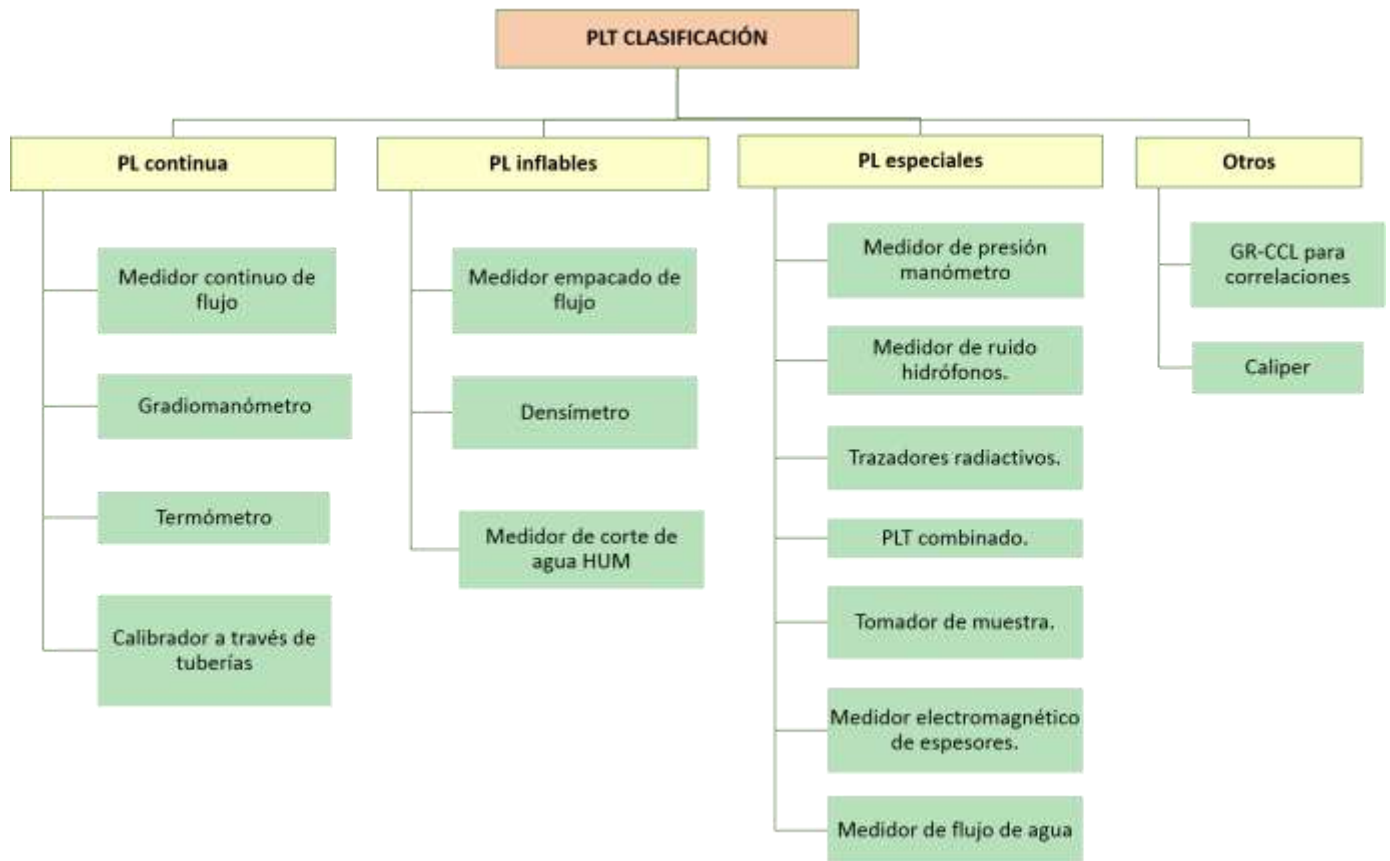 PLT CLASIFICACIÓN
PL continua
Medidor continuo de
flujo
Gradiomanómetro
Termómetro
Calibrador a través de
tuberías
PL inflables
Medidor empacado de
flujo
Densímetro
Medidor de corte de
agua HUM
PL especiales
Medidor de presión
manómetro
Medidor de ruido
hidrófonos.
Trazadores radiactivos.
PLT combinado.
Tomador de muestra.
Medidor electromagnético
de espesores.
Medidor de flujo de agua
Otros
GR-CCL para
correlaciones
Caliper